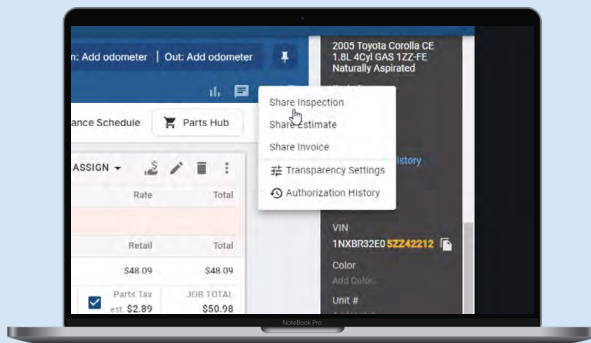 n: Add odometer | Out: Add odometer
2005 Toyota Corolla CE
1.8L 4Cyl GAS 1ZZ-FE
Naturally Aspirated
Share Inspection
Share Estimate
Share Invoice
Transparency Settings
Authorization History
ance Schedule
Parts Hub
ASSIGN
Rate Total
Retail Total
$48.09 $48.09
Parts Tax
est. $2.89
JOB TOTAL
$50.98
istory
VIN
1NXBR32E05ZZ42212
Color
Add Color...
Unit #
NoteBook Pro